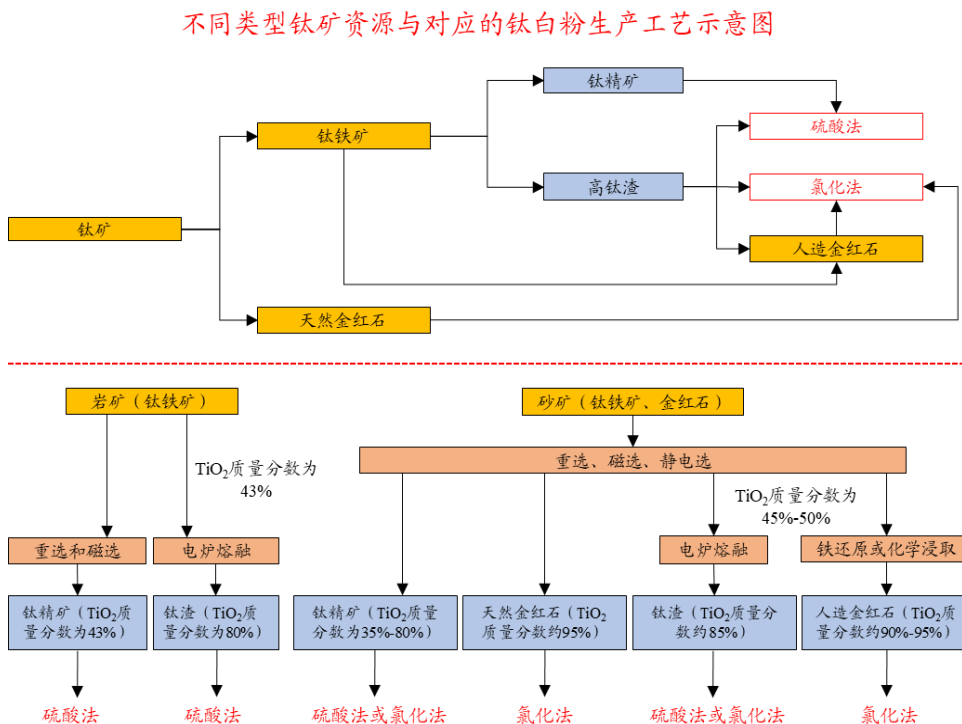 不同类型钛矿资源与对应的钛白粉生产工艺示意图
钛精矿
钛铁矿
硫酸法
高钛渣
氯化法
钛矿
人造金红石
天然金红石
岩矿（钛铁矿）
砂矿（钛铁矿、金红石）
重选、磁选、静电选
TiO₂质量分数为
43%
TiO₂质量分数为
45%-50%
重选和磁选
电炉熔融
电炉熔融
铁还原或化学浸取
钛精矿（TiO₂质
量分数为43%）
钛渣（TiO₂质
量分数为80%）
钛精矿（TiO₂质量
分数为35%-80%）
天然金红石（TiO₂
质量分数约95%）
钛渣（TiO₂质量分
数约85%）
人造金红石（TiO₂质
量分数约90%-95%）
硫酸法
硫酸法
硫酸法或氯化法
氯化法
硫酸法或氯化法
氯化法